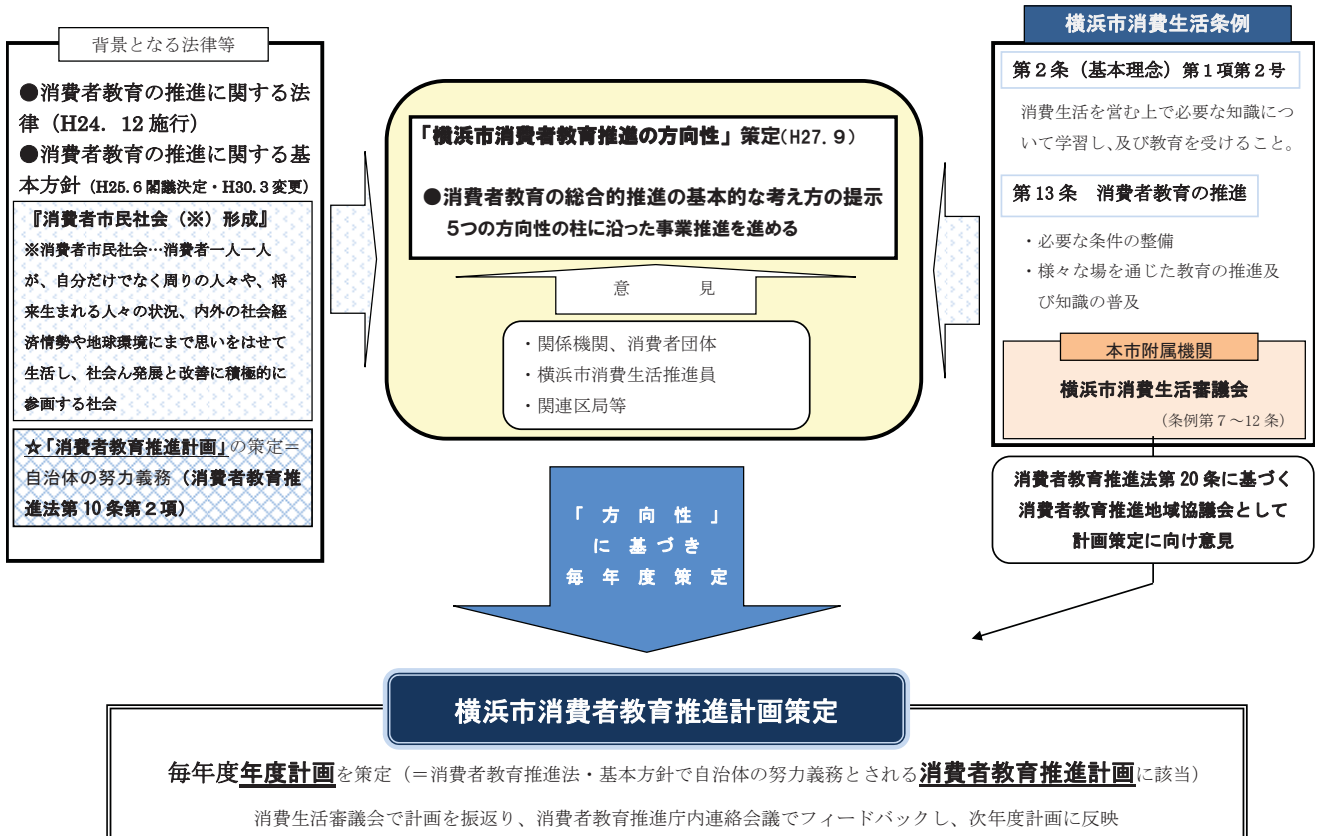 背景となる法律等
●消費者教育の推進に関する法
律（H24. 12 施行）
●消費者教育の推進に関する基
本方針（H25.6 閣議決定・H30.3 変更）
『消費者市民社会（※）形成』
※消費者市民社会…消費者一人一人
が、自分だけでなく周りの人々や、将
来生まれる人々の状況、内外の社会経
済情勢や地球環境にまで思いをはせて
生活し、社会ん発展と改善に積極的に
参画する社会
☆「消費者教育推進計画」の策定＝
自治体の努力義務（消費者教育推
進法第 10 条第２項）
「横浜市消費者教育推進の方向性」策定(H27. 9)
●消費者教育の総合的推進の基本的な考え方の提示
５つの方向性の柱に沿った事業推進を進める
意　見
・関係機関、消費者団体
・横浜市消費生活推進員
・関連区局等
横浜市消費生活条例
第２条（基本理念）第１項第２号
消費生活を営む上で必要な知識につ
いて学習し、及び教育を受けること。
第 13 条　消費者教育の推進
・必要な条件の整備
・様々な場を通じた教育の推進及
び知識の普及
本市附属機関
横浜市消費生活審議会
（条例第７～12 条）
消費者教育推進法第 20 条に基づく
消費者教育推進地域協議会として
計画策定に向け意見
「方向性」
に基づき
毎年度策定
横浜市消費者教育推進計画策定
毎年度年度計画を策定（＝消費者教育推進法・基本方針で自治体の努力義務とされる消費者教育推進計画に該当）
消費生活審議会で計画を振返り、消費者教育推進庁内連絡会議でフィードバックし、次年度計画に反映